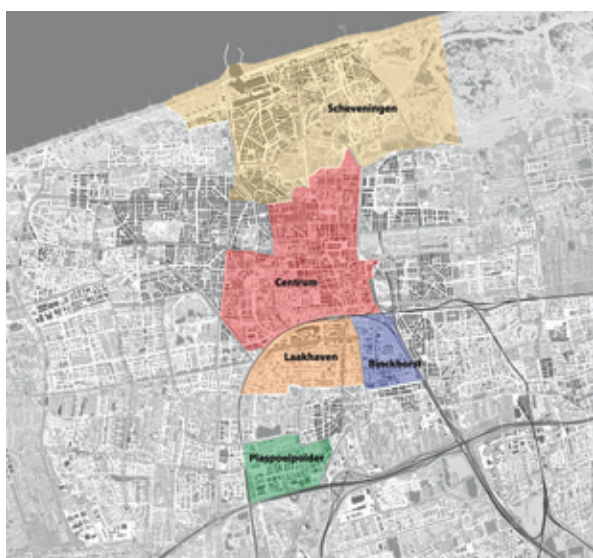 Scheveningen
Centrum
Laakhaven
Binckhorst
Plaspoelpolder